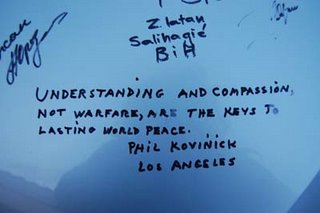 Zlatan
Salihagić
BiH
UNDERSTANDING AND COMPASSION,
NOT WARFARE, ARE THE KEYS TO
LASTING WORLD PEACE.
PHIL KOVINICK
LOS ANGELES